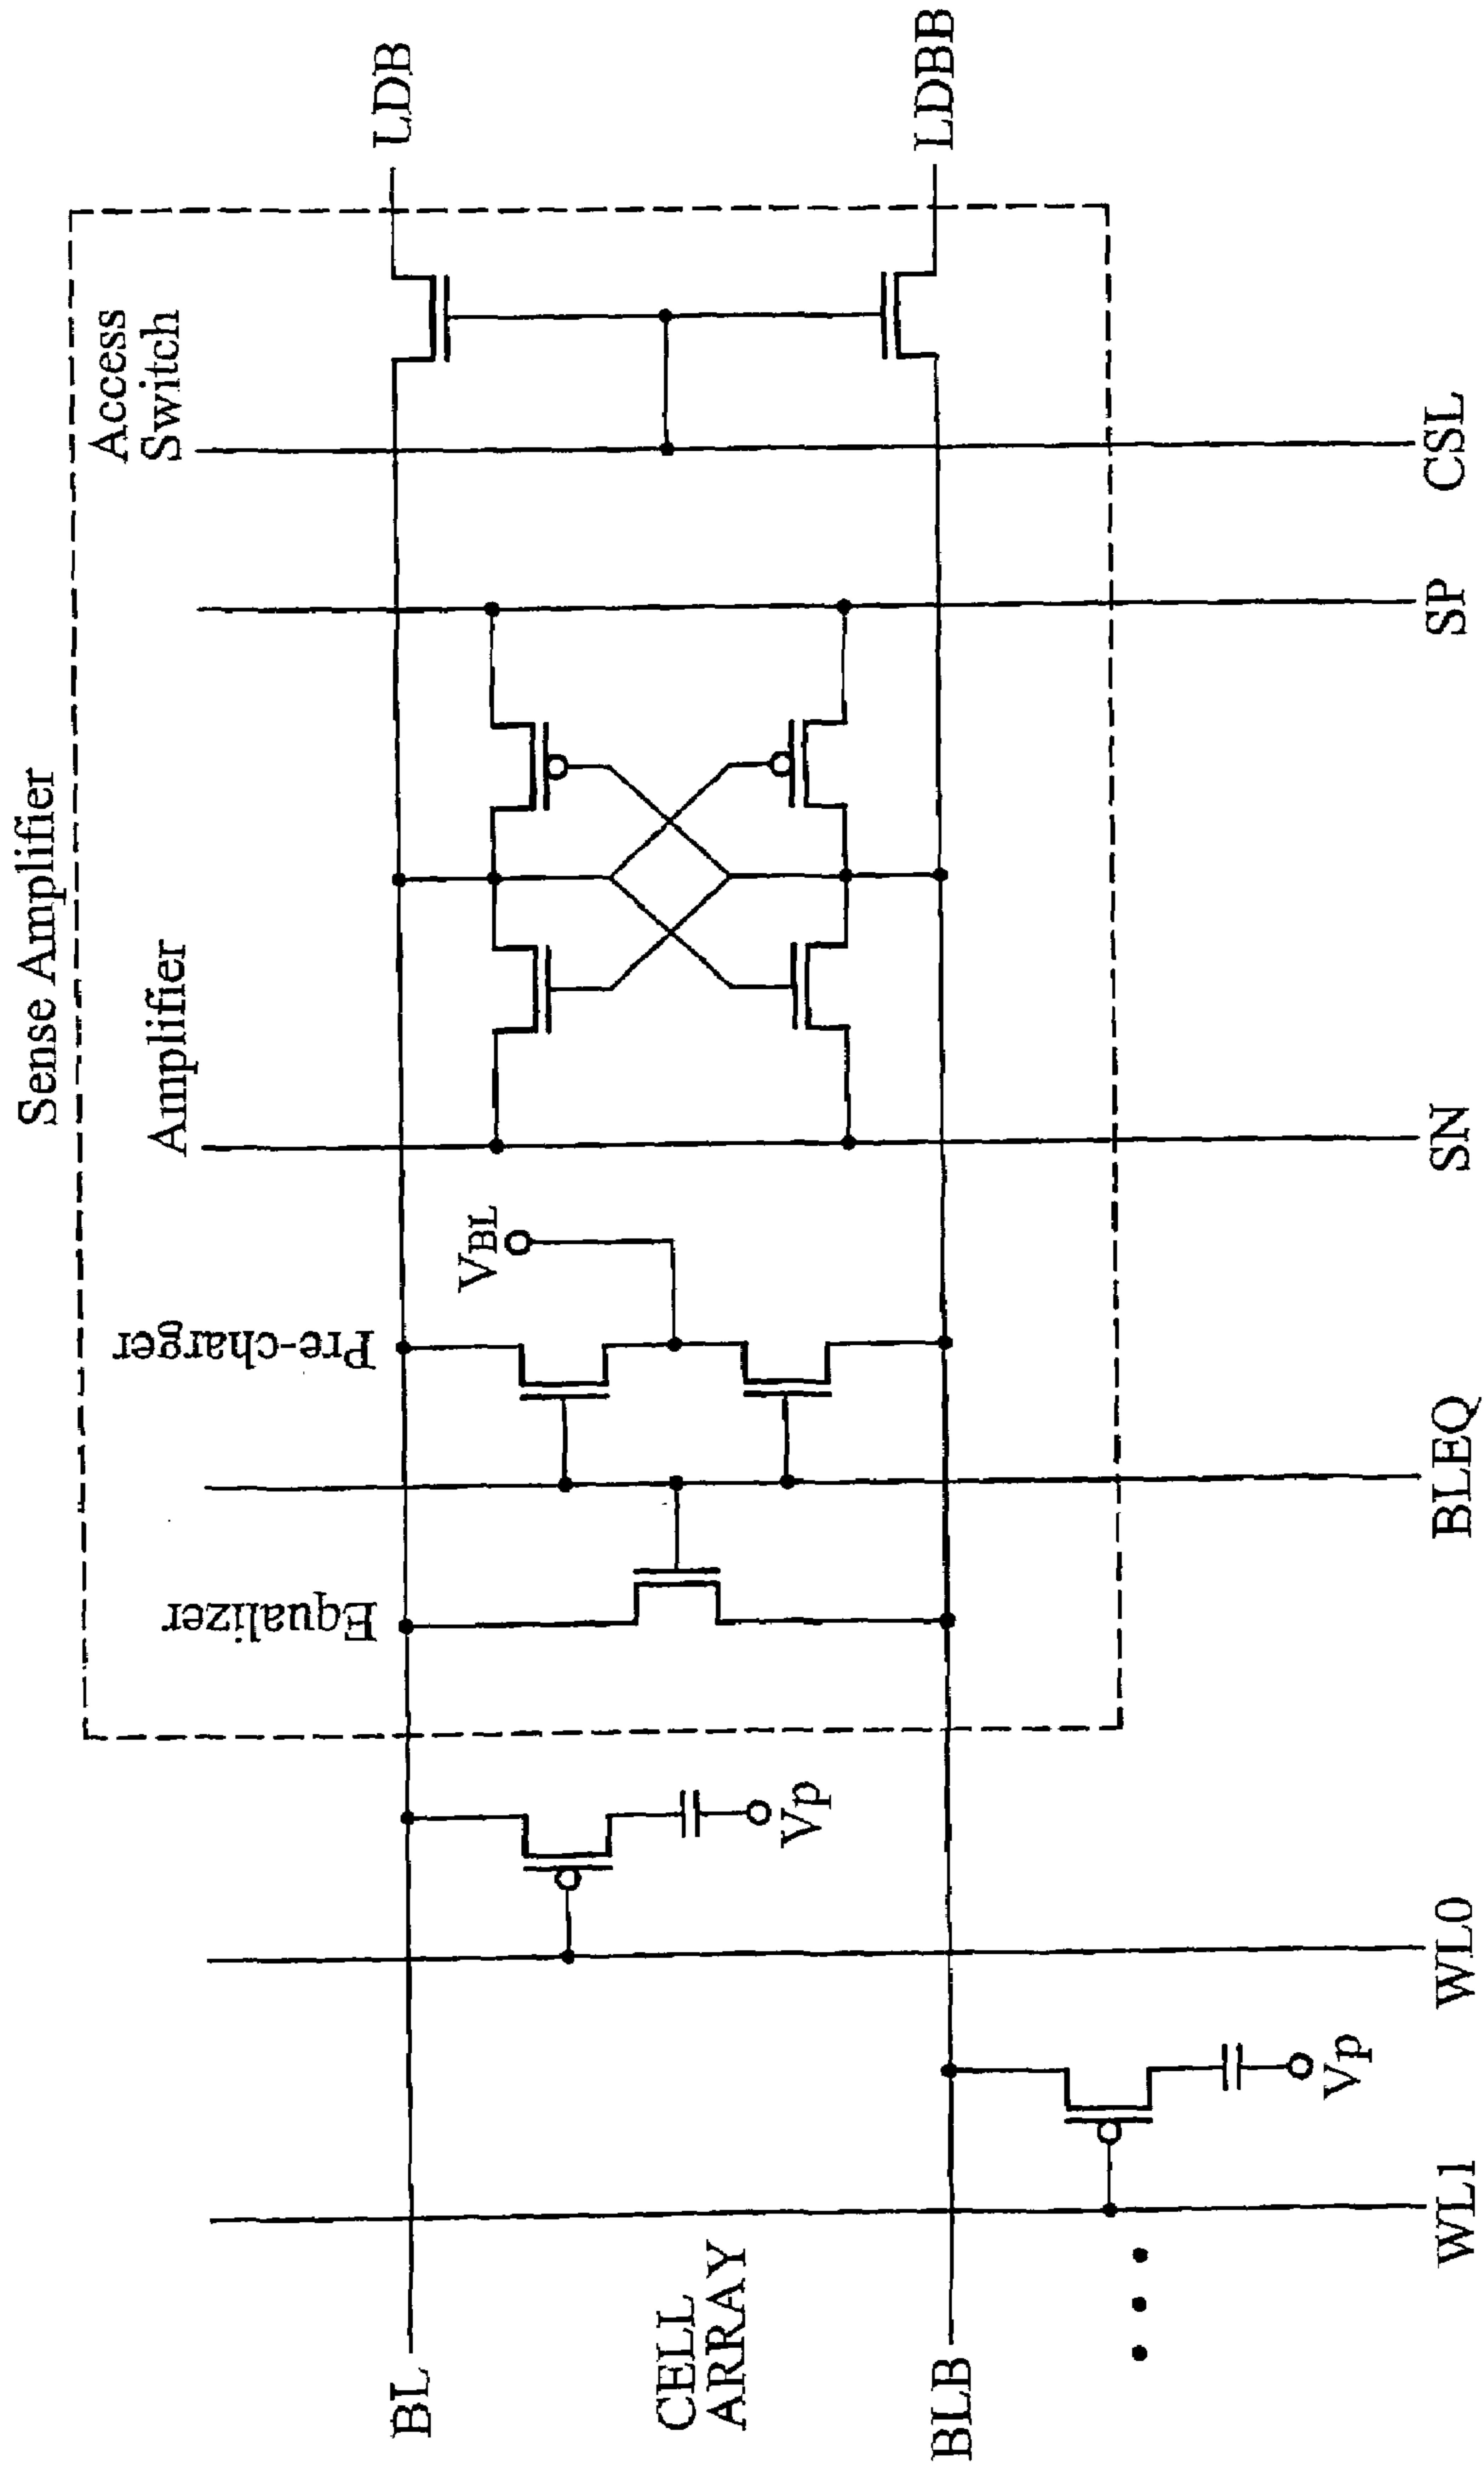 Sense Amplifier
Equalizer
Pre-charger
Amplifier
Access
Switch
BL
LDB
VBL
Vp
CELL
ARRAY
BLB
LDBB
Vp
WL1
WL0
BLEQ
SN
SP
CSL